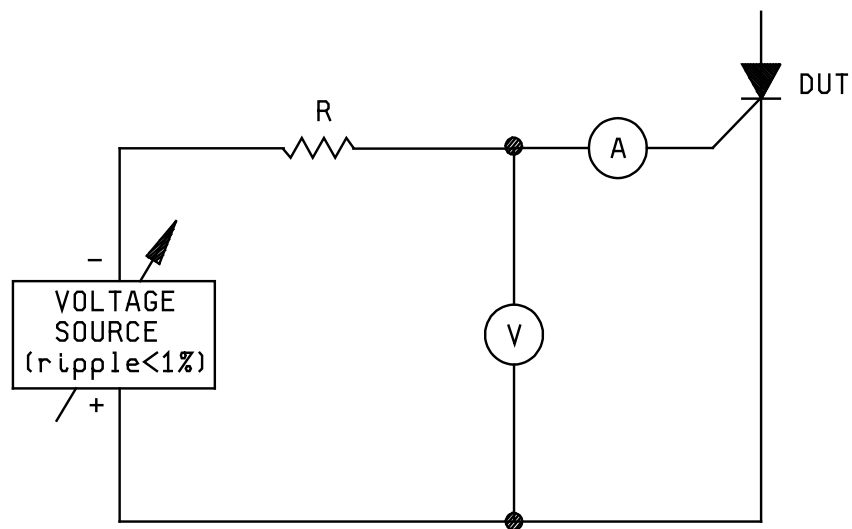 DUT
R
A
-
VOLTAGE
SOURCE
(ripple<1%)
V
+